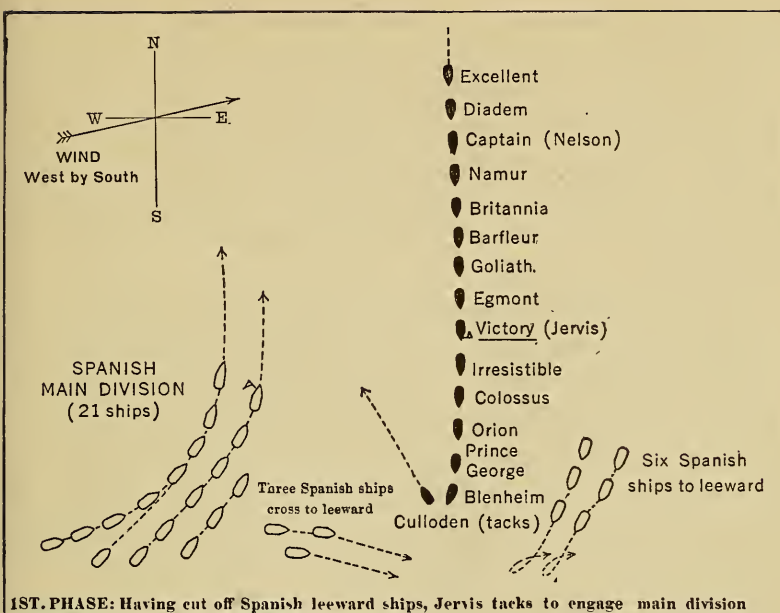 N
W
E.
WIND
West by South
S
Excellent
Diadem
Captain (Nelson)
Namur
Britannia
Barfleur
Goliath.
Egmont
Victory (Jervis)
Irresistible
Colossus
Orion
Prince
George
Blenheim
Culloden (tacks)
SPANISH
MAIN DIVISION
(21 ships)
Three Spanish ships
cross to leeward
Six Spanish
ships to leeward
1ST. PHASE: Having cut off Spanish leeward ships, Jervis tacks to engage main division